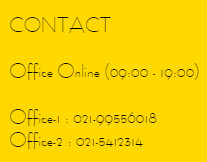 CONTACT
Office Online (09:00 - 19:00)
Office-1 : 021-99556018
Office-2 : 021-5412314